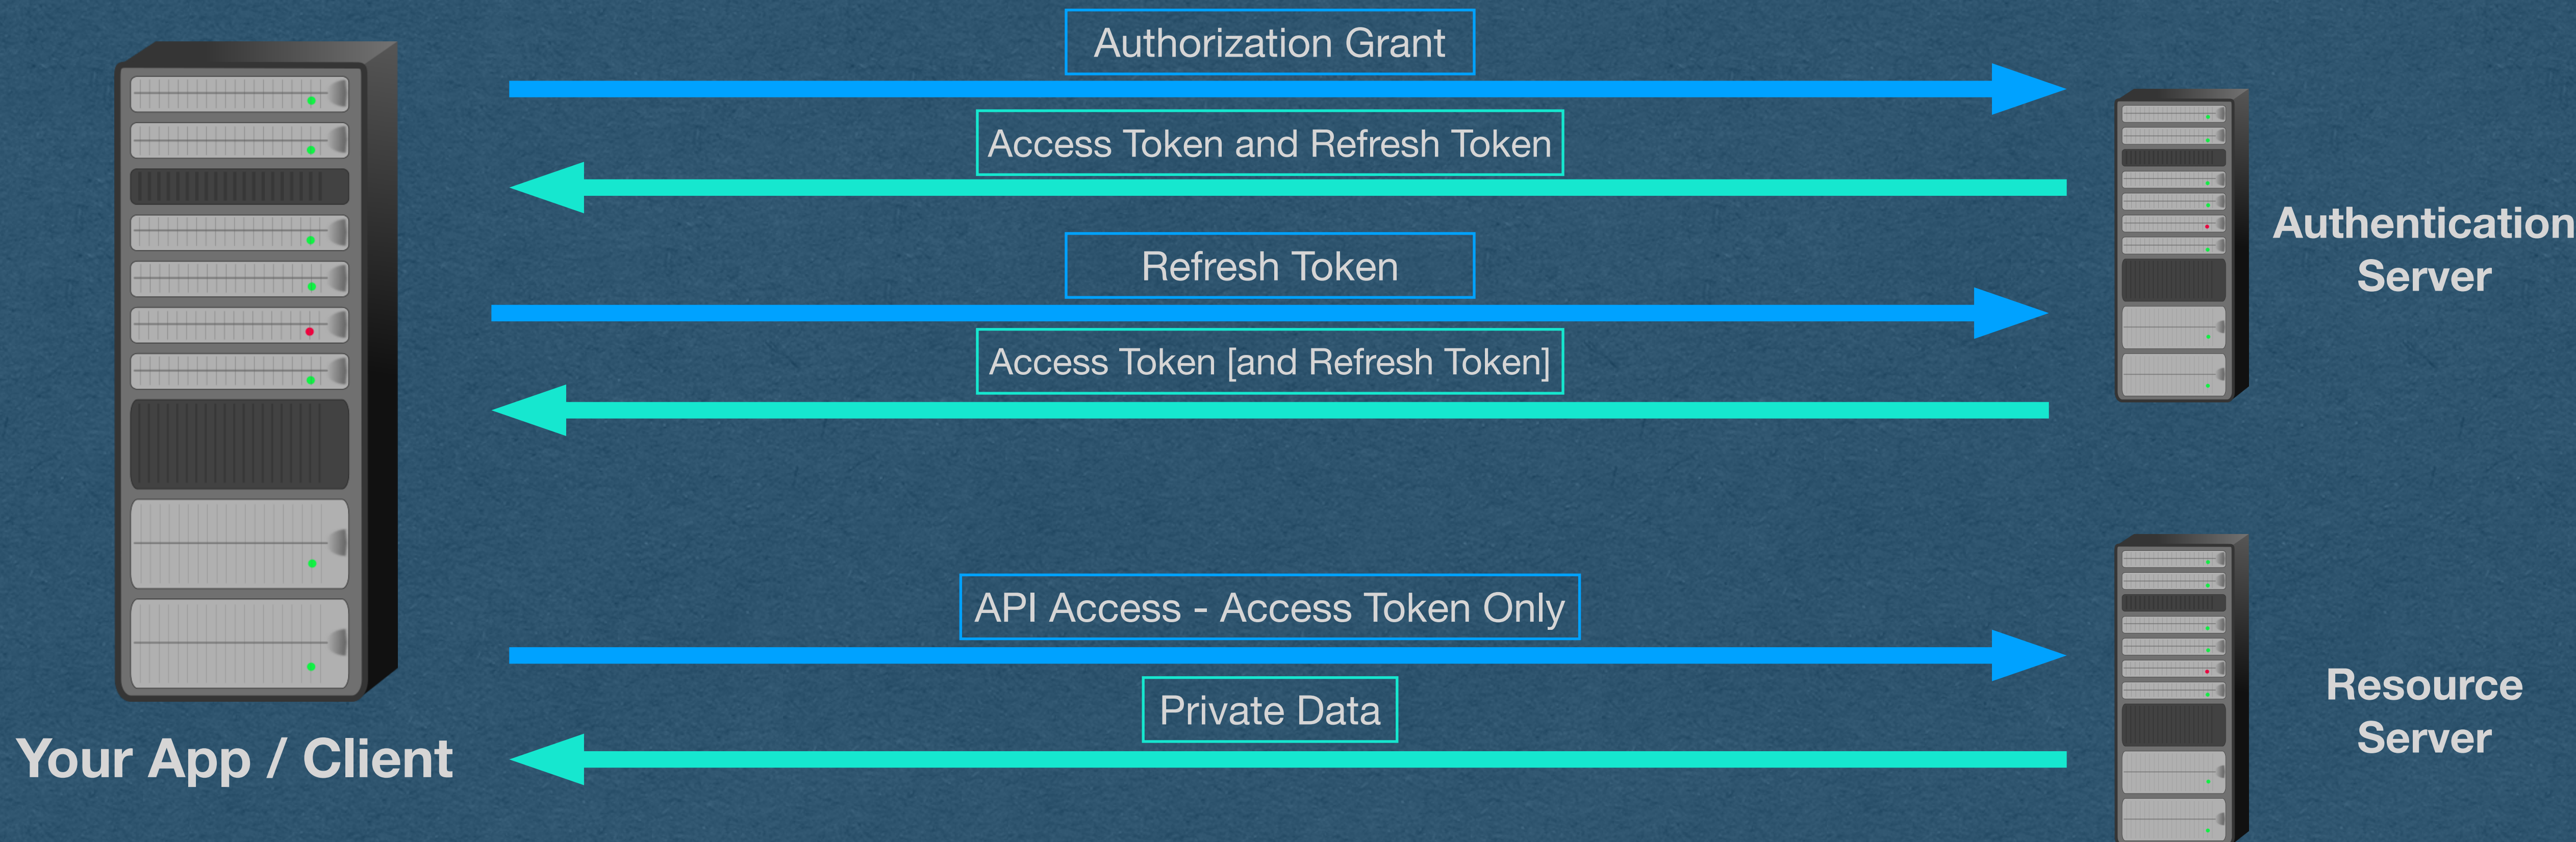 Authorization Grant
Access Token and Refresh Token
Refresh Token
Access Token [and Refresh Token]
Authentication
Server
API Access - Access Token Only
Private Data
Resource
Server
Your App / Client